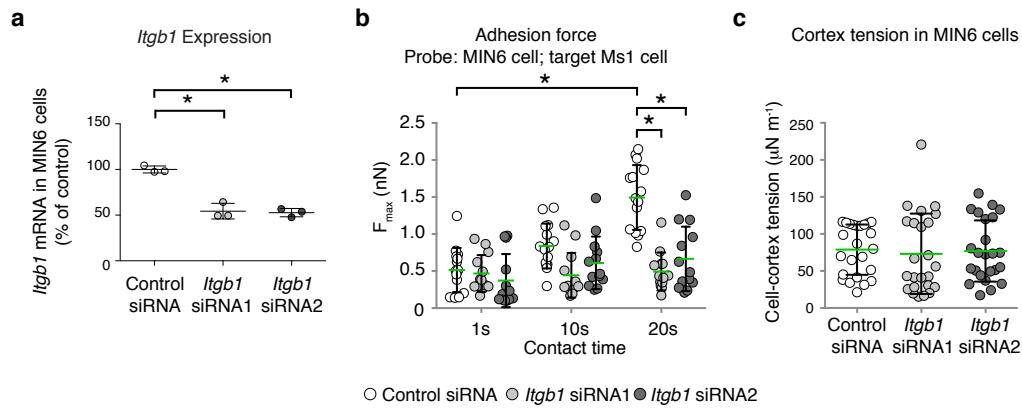 a
Itgb1 Expression
*
*
Itgb1 mRNA in MIN6 cells
(% of control)
150
100
50
0
Control
siRNA
Itgb1
siRNA1
Itgb1
siRNA2
b
Adhesion force
Probe: MIN6 cell; target Ms1 cell
*
*
*
Fmax (nN)
2.5
2.0
1.5
1.0
0.5
0
1s
10s
20s
Contact time
c
Cortex tension in MIN6 cells
Cell-cortex tension (μN m-1)
250
200
150
100
50
0
Control
siRNA
Itgb1
siRNA1
Itgb1
siRNA2
Control siRNA Itgb1 siRNA1 Itgb1 siRNA2